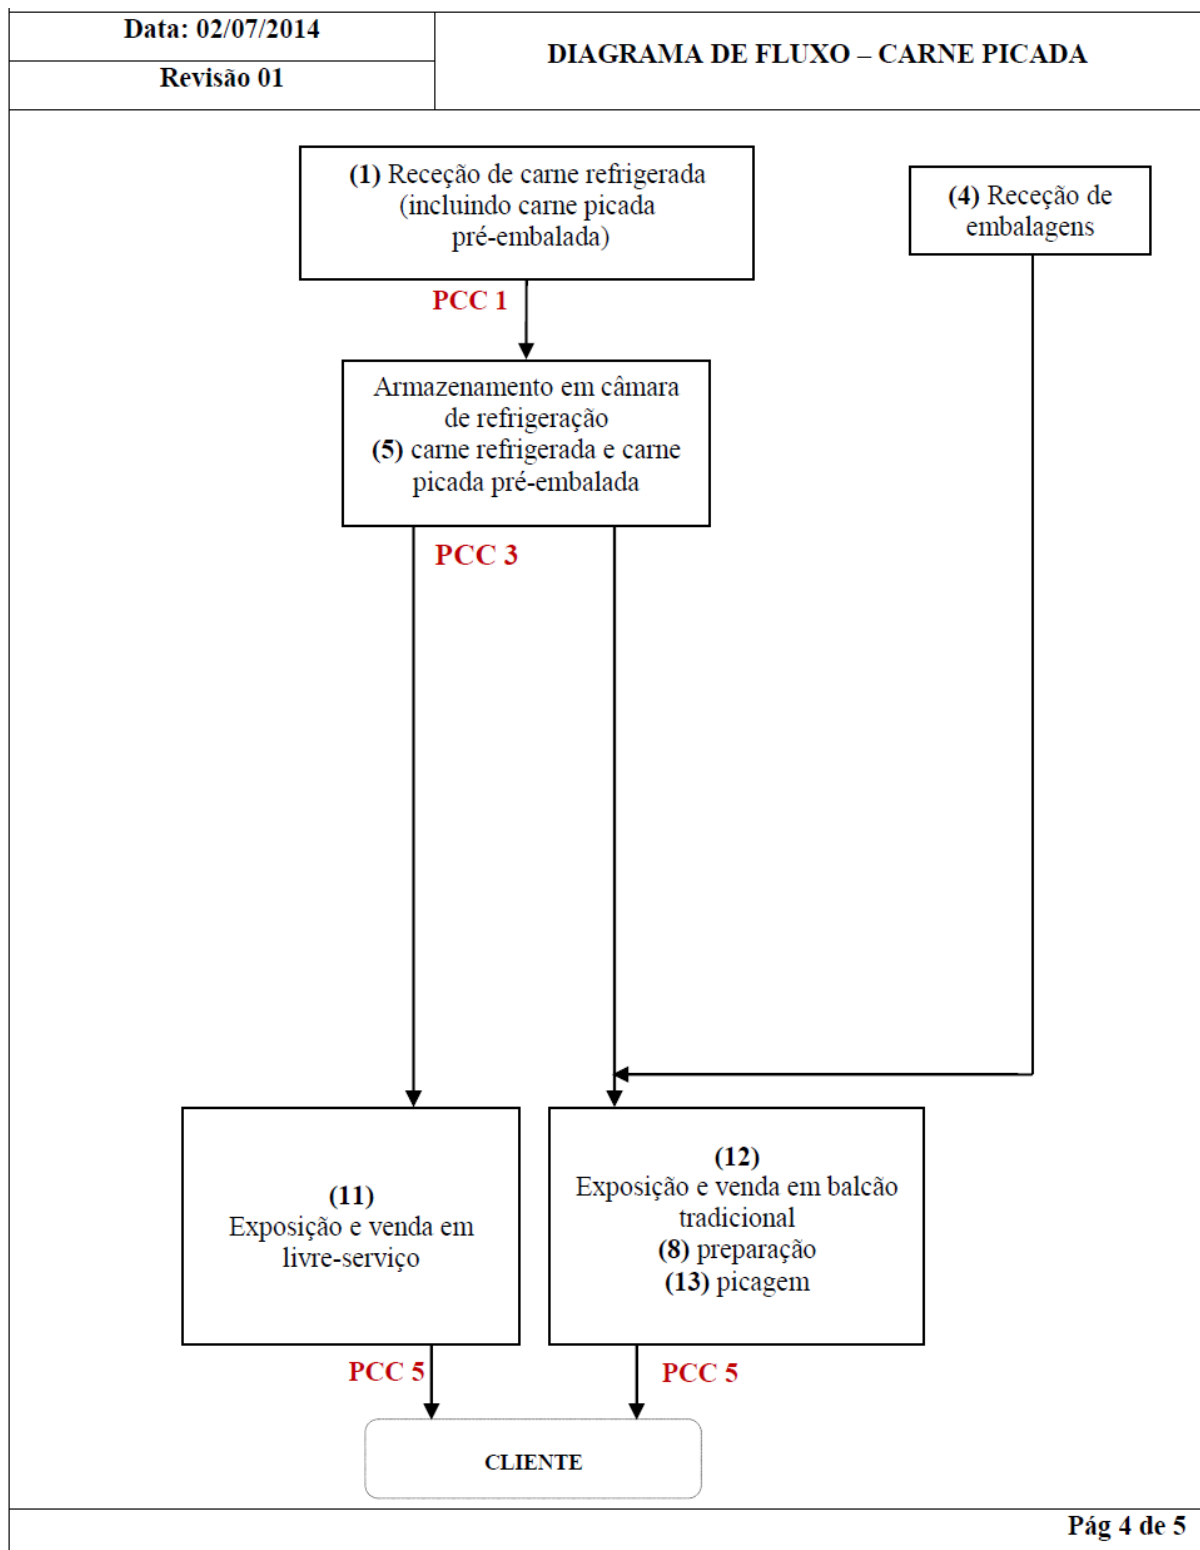 Data: 02/07/2014
Revisão 01
DIAGRAMA DE FLUXO – CARNE PICADA
(1) Receção de carne refrigerada
(incluindo carne picada
pré-embalada)
(4) Receção de
embalagens
PCC 1
Armazenamento em câmara
de refrigeração
(5) carne refrigerada e carne
picada pré-embalada
PCC 3
(11)
Exposição e venda em
livre-serviço
(12)
Exposição e venda em balcão
tradicional
(8) preparação
(13) picagem
PCC 5
PCC 5
CLIENTE
Pág 4 de 5